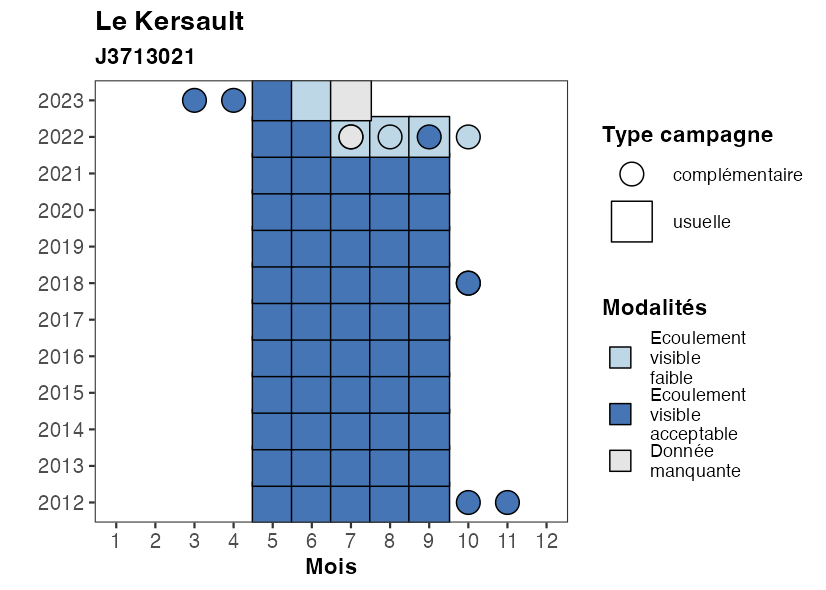 Le Kersault
J3713021
2023
2022
2021
2020
2019
2018
2017
2016
2015
2014
2013
2012
1 2 3 4 5 6 7 8 9 10 11 12
Mois
Type campagne
complémentaire
usuelle
Modalités
Ecoulement
visible
faible
Ecoulement
visible
acceptable
Donnée
manquante